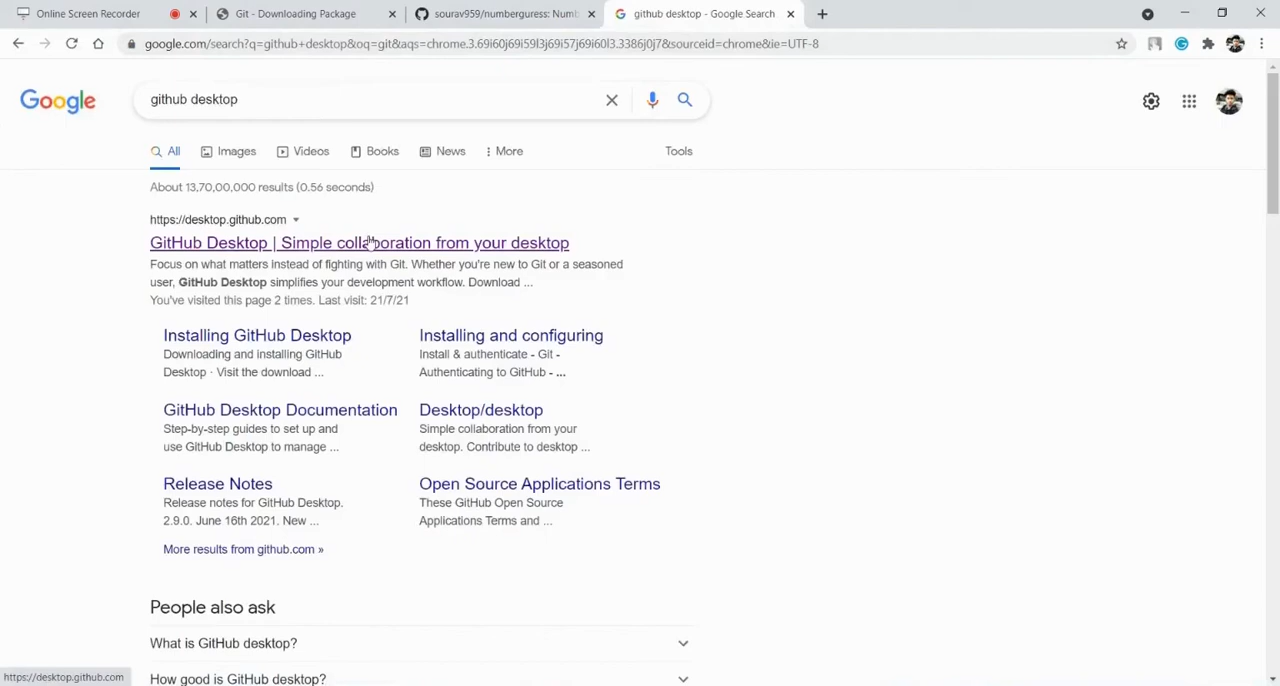 Online Screen Recorder
Git - Downloading Package
sourav959/numberguress: Numb
github desktop - Google Search
google.com/search?q=github+desktop&oq=git&aqs=chrome.3.69i60j69i59l3j69i57j69i60l3.3386j0j7&sourceid=chrome&ie=UTF-8
Google
github desktop
All
Images
Videos
Books
News
More
Tools
About 13,70,00,000 results (0.56 seconds)
https://desktop.github.com
GitHub Desktop | Simple collaboration from your desktop
Focus on what matters instead of fighting with Git. Whether you're new to Git or a seasoned
user, GitHub Desktop simplifies your development workflow. Download ...
You've visited this page 2 times. Last visit: 21/7/21
Installing GitHub Desktop
Downloading and installing GitHub
Desktop · Visit the download ...
Installing and configuring
Install & authenticate - Git -
Authenticating to GitHub - ...
GitHub Desktop Documentation
Step-by-step guides to set up and
use GitHub Desktop to manage ...
Desktop/desktop
Simple collaboration from your
desktop. Contribute to desktop ...
Release Notes
Release notes for GitHub Desktop.
2.9.0. June 16th 2021. New ...
Open Source Applications Terms
These GitHub Open Source
Applications Terms and ...
More results from github.com »
People also ask
What is GitHub desktop?
How good is GitHub desktop?
https://desktop.github.com